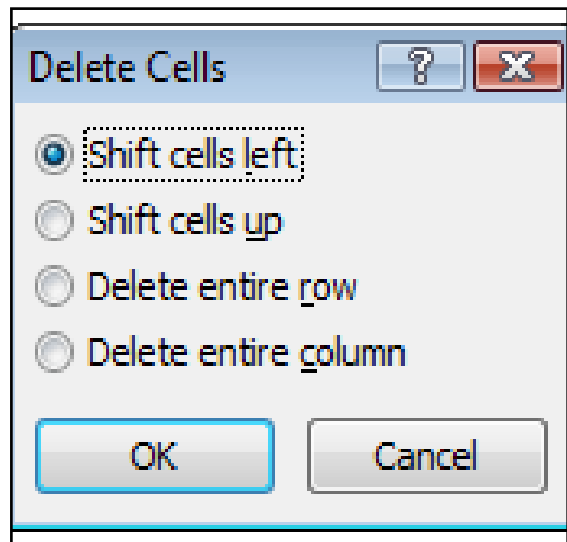 Delete Cells ?
Shift cells left
Shift cells up
Delete entire row
Delete entire column
OK Cancel